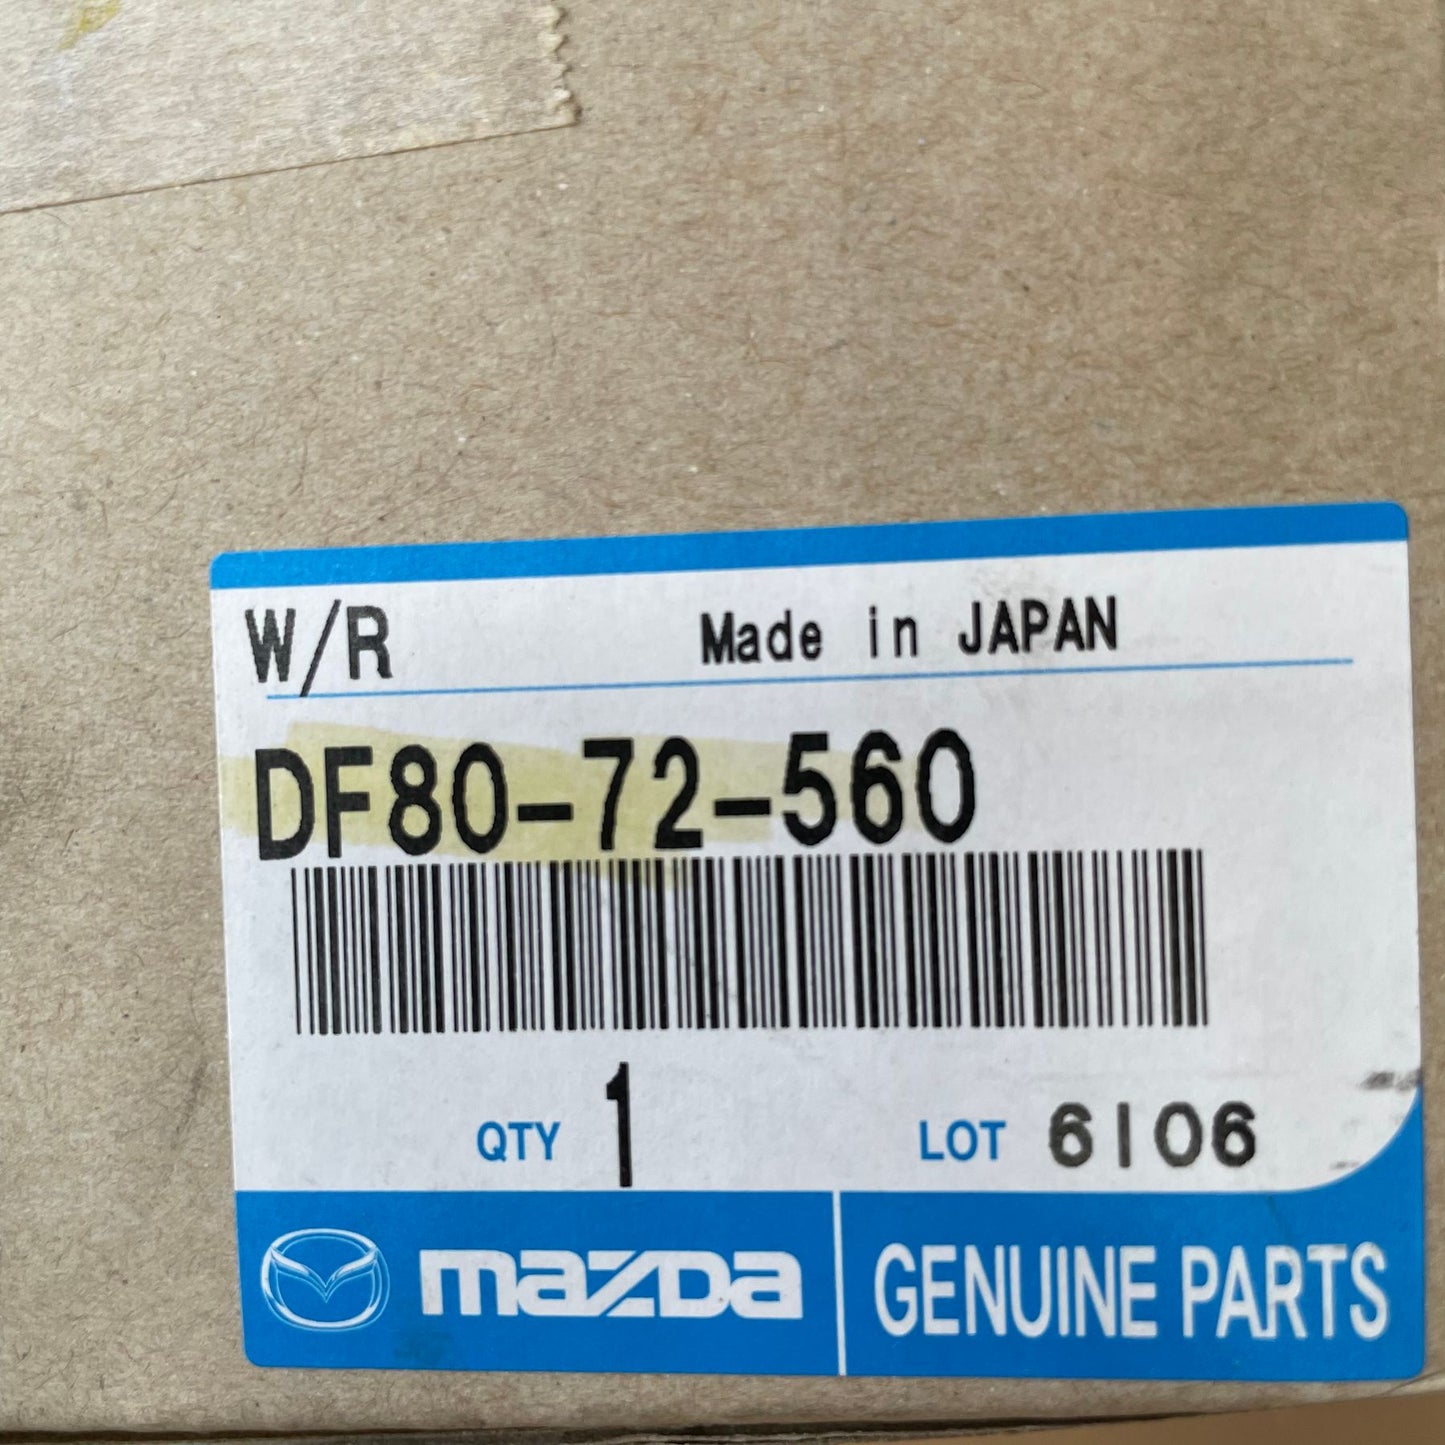 W/R Made in JAPAN
DF80-72-560
QTY 1 LOT 6106
mazda GENUINE PARTS